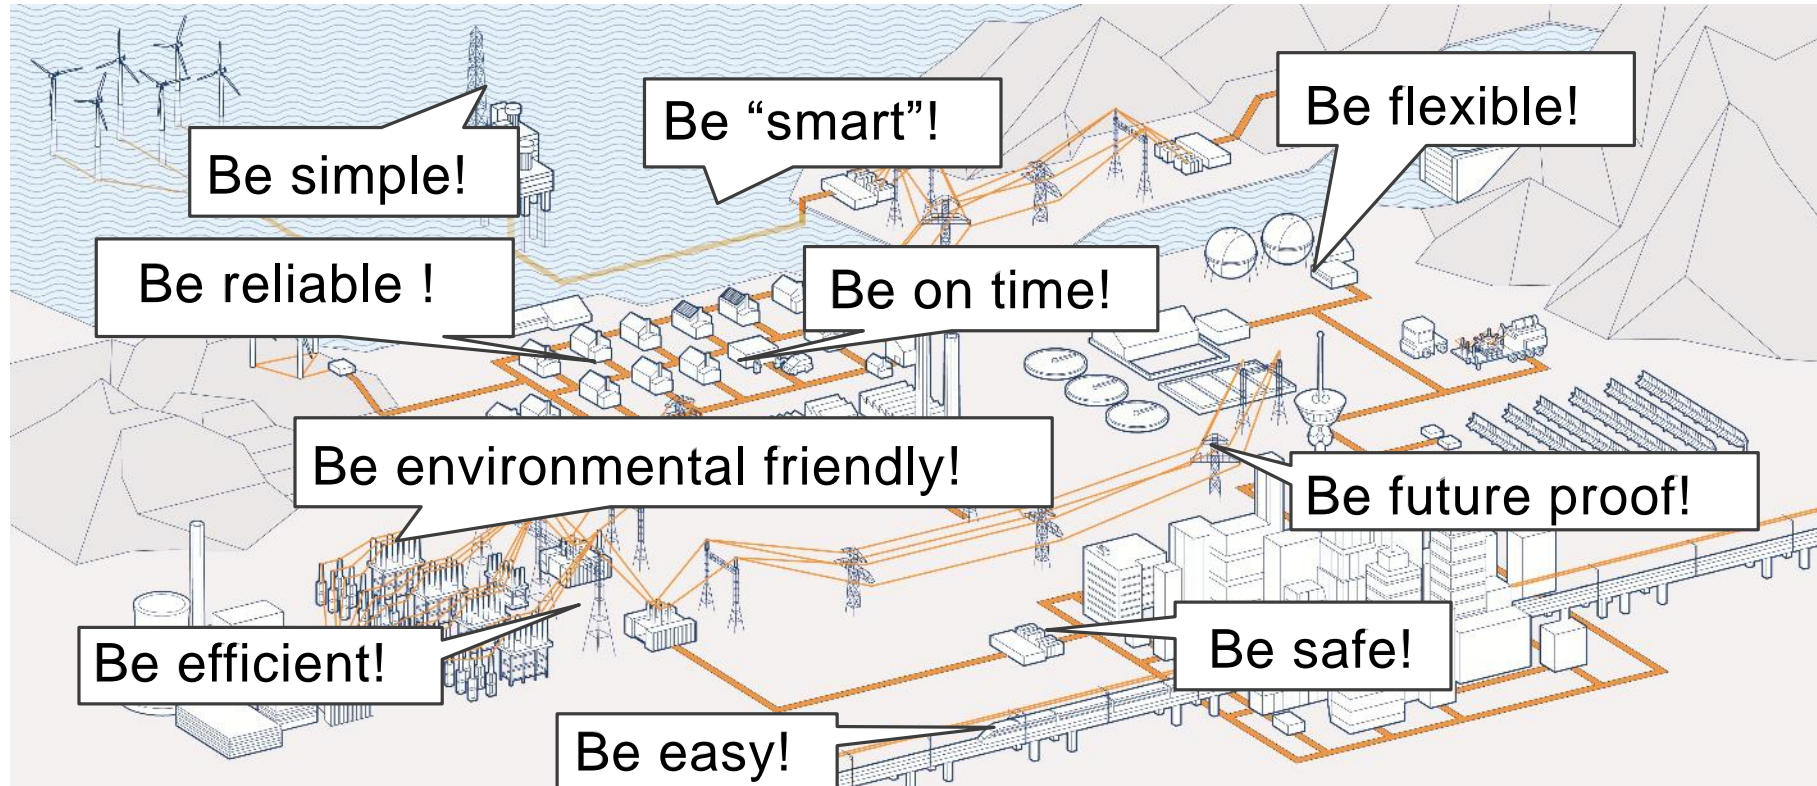 Be simple!
Be “smart”!
Be flexible!
Be reliable !
Be on time!
Be environmental friendly!
Be future proof!
Be efficient!
Be safe!
Be easy!